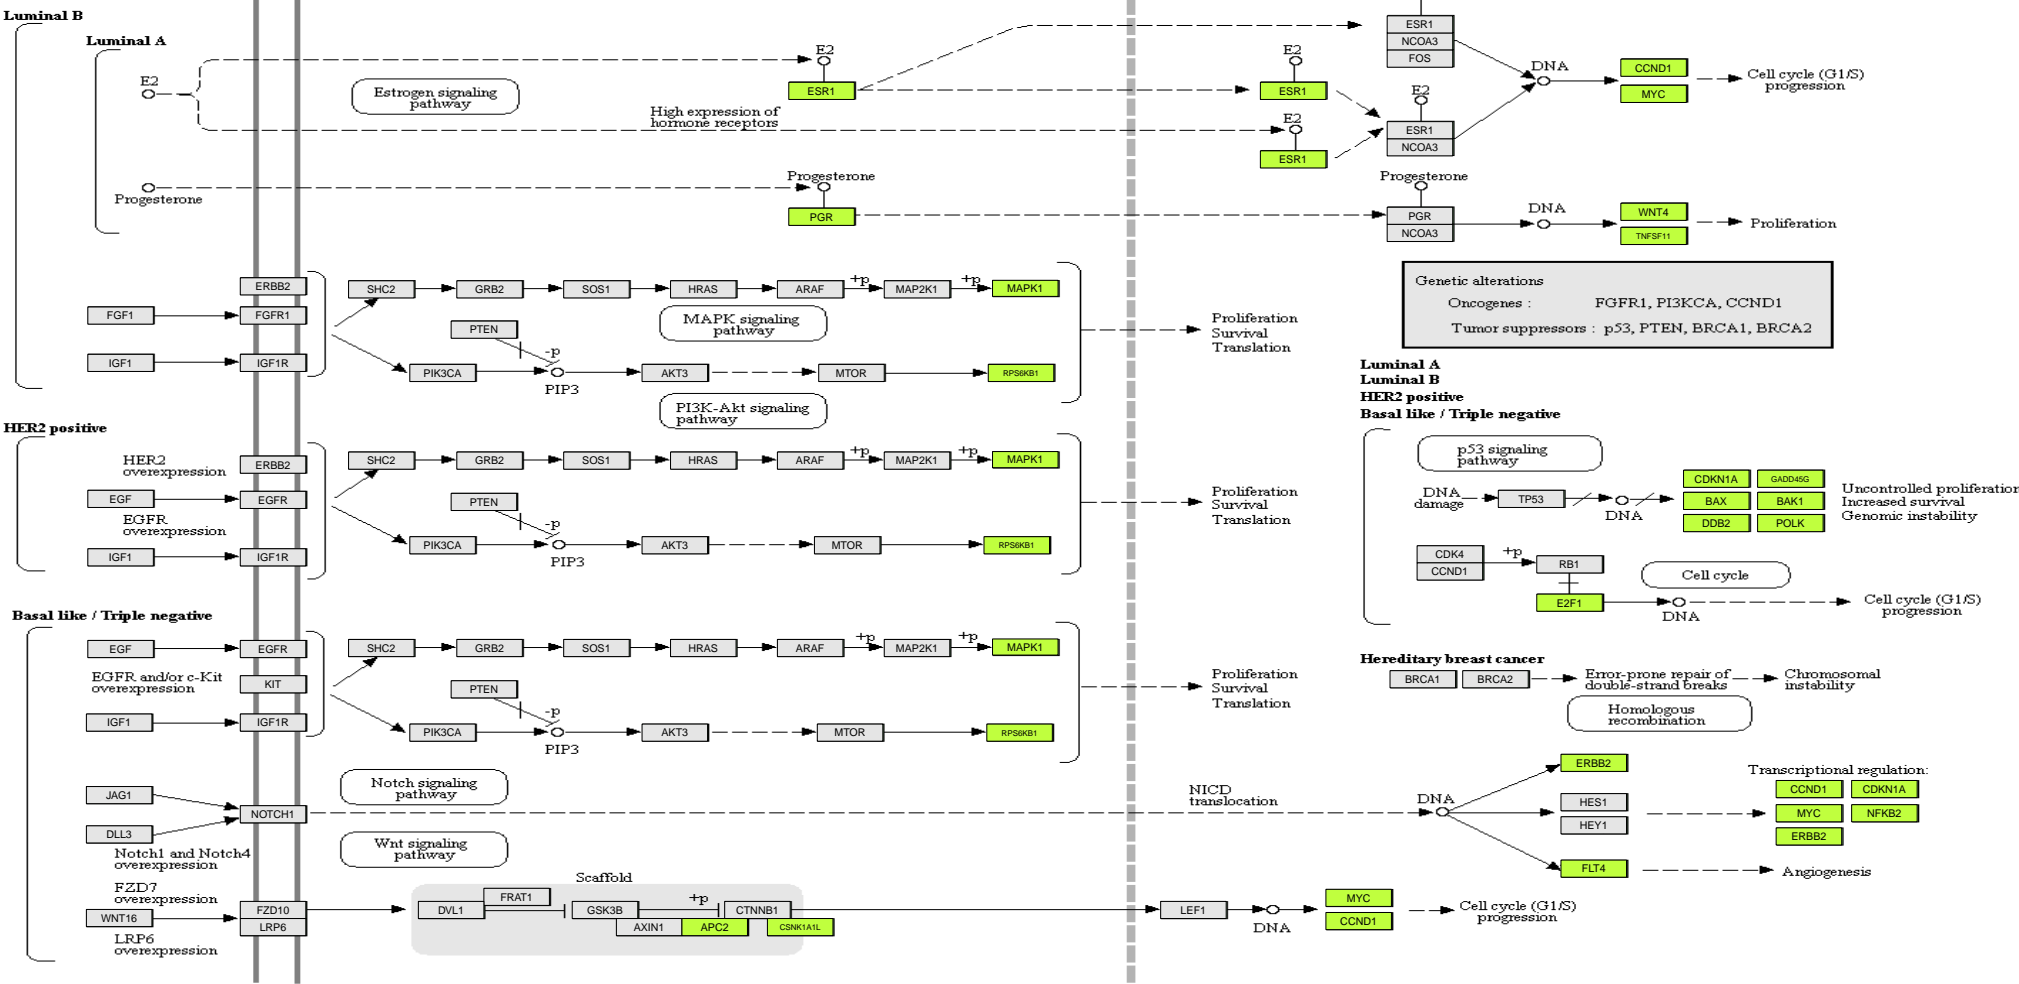 Luminal B
Luminal A
E2
Estrogen signaling
pathway
E2
ESR1
High expression of
hormone receptors
E2
ESR1
E2
ESR1
ESR1
NCOA3
FOS
E2
ESR1
NCOA3
DNA
CCND1
MYC
Cell cycle (G1/S)
progression
Progesterone
Progesterone
PGR
Progesterone
PGR
NCOA3
DNA
WNT4
TNFSF11
Proliferation
ERBB2
FGF1
FGFR1
IGF1
IGF1R
SHC2
GRB2
SOS1
HRAS
ARAF
+p
MAP2K1
+p
MAPK1
MAPK signaling
pathway
PTEN
-p
PIK3CA
PIP3
AKT3
MTOR
RPS6KB1
PI3K-Akt signaling
pathway
Proliferation
Survival
Translation
Genetic alterations
Oncogenes : FGFR1, PI3KCA, CCND1
Tumor suppressors : p53, PTEN, BRCA1, BRCA2
HER2 positive
HER2
overexpression
ERBB2
EGF
EGFR
EGFR
overexpression
IGF1
IGF1R
SHC2
GRB2
SOS1
HRAS
ARAF
+p
MAP2K1
+p
MAPK1
PTEN
-p
PIK3CA
PIP3
AKT3
MTOR
RPS6KB1
Proliferation
Survival
Translation
Luminal A
Luminal B
HER2 positive
Basal like / Triple negative
p53 signaling
pathway
DNA
damage
TP53
DNA
CDKN1A
GADD45G
BAX
BAK1
DDB2
POLK
Uncontrolled proliferation
Increased survival
Genomic instability
CDK4
CCND1
+p
RB1
Cell cycle
E2F1
DNA
Cell cycle (G1/S)
progression
Basal like / Triple negative
EGF
EGFR
EGFR and/or c-Kit
overexpression
KIT
IGF1
IGF1R
SHC2
GRB2
SOS1
HRAS
ARAF
+p
MAP2K1
+p
MAPK1
PTEN
-p
PIK3CA
PIP3
AKT3
MTOR
RPS6KB1
Proliferation
Survival
Translation
Hereditary breast cancer
BRCA1
BRCA2
Error-prone repair of
double-strand breaks
Chromosomal
instability
Homologous
recombination
JAG1
DLL3
NOTCH1
Notch1 and Notch4
overexpression
Notch signaling
pathway
NICD
translocation
DNA
ERBB2
HES1
HEY1
FLT4
Transcriptional regulation:
CCND1
CDKN1A
MYC
NFKB2
ERBB2
Angiogenesis
Wnt signaling
pathway
FZD7
overexpression
WNT16
LRP6
overexpression
FZD10
LRP6
Scaffold
DVL1
FRAT1
GSK3B
+p
CTNNB1
AXIN1
APC2
CSNK1A1L
LEF1
DNA
MYC
CCND1
Cell cycle (G1/S)
progression